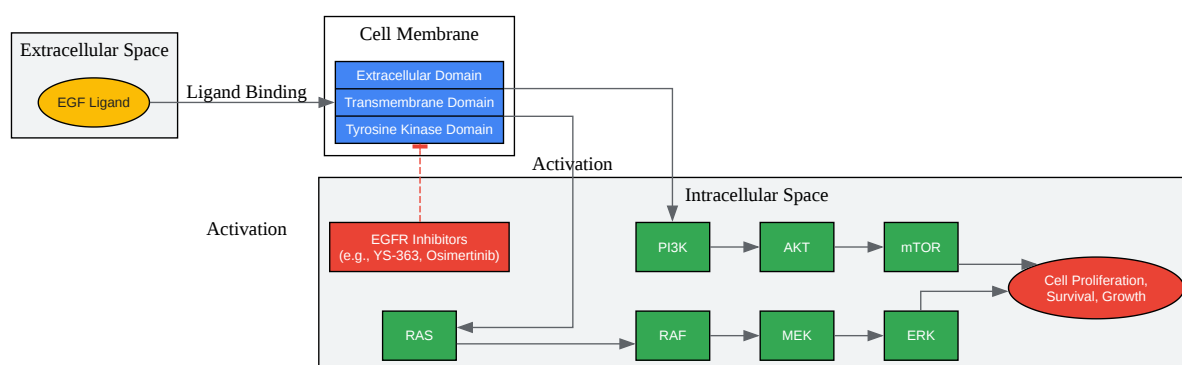 Cell Membrane
Extracellular Space
Extracellular Domain
EGF Ligand
Ligand Binding
Transmembrane Domain
Tyrosine Kinase Domain
Activation
Intracellular Space
Activation
EGFR Inhibitors
(e.g., YS-363, Osimertinib)
PI3K
AKT
mTOR
Cell Proliferation,
Survival, Growth
RAS
RAF
MEK
ERK